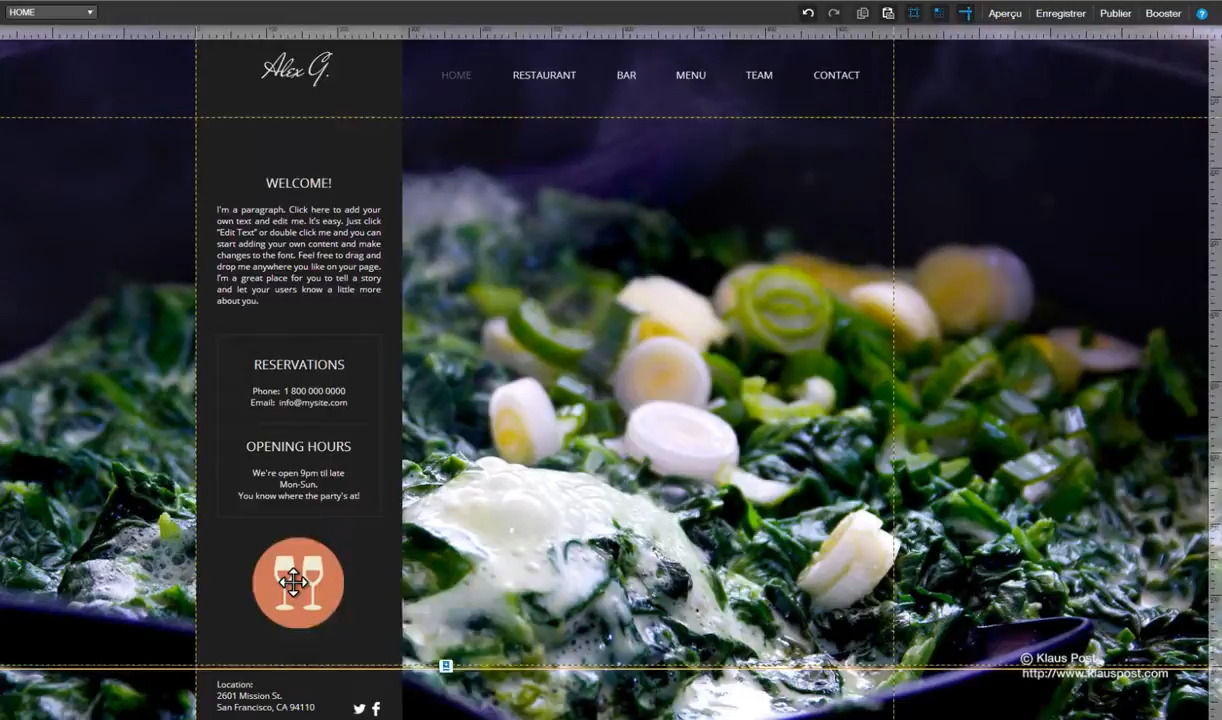 HOME
Aperçu
Enregistrer
Publier
Booster
?
Alex G.
HOME
RESTAURANT
BAR
MENU
TEAM
CONTACT
WELCOME!
I'm a paragraph. Click here to add your
own text and edit me. It's easy. Just click
"Edit Text" or double click me and you can
start adding your own content and make
changes to the font. Feel free to drag and
drop me anywhere you like on your page.
I'm a great place for you to tell a story
and let your users know a little more
about you.
RESERVATIONS
Phone: 1 800 000 0000
Email: info@mysite.com
OPENING HOURS
We're open 9pm til late
Mon-Sun.
You know where the party's at!
Location:
2601 Mission St.
San Francisco, CA 94110
© Klaus Post
http://www.klauspost.com